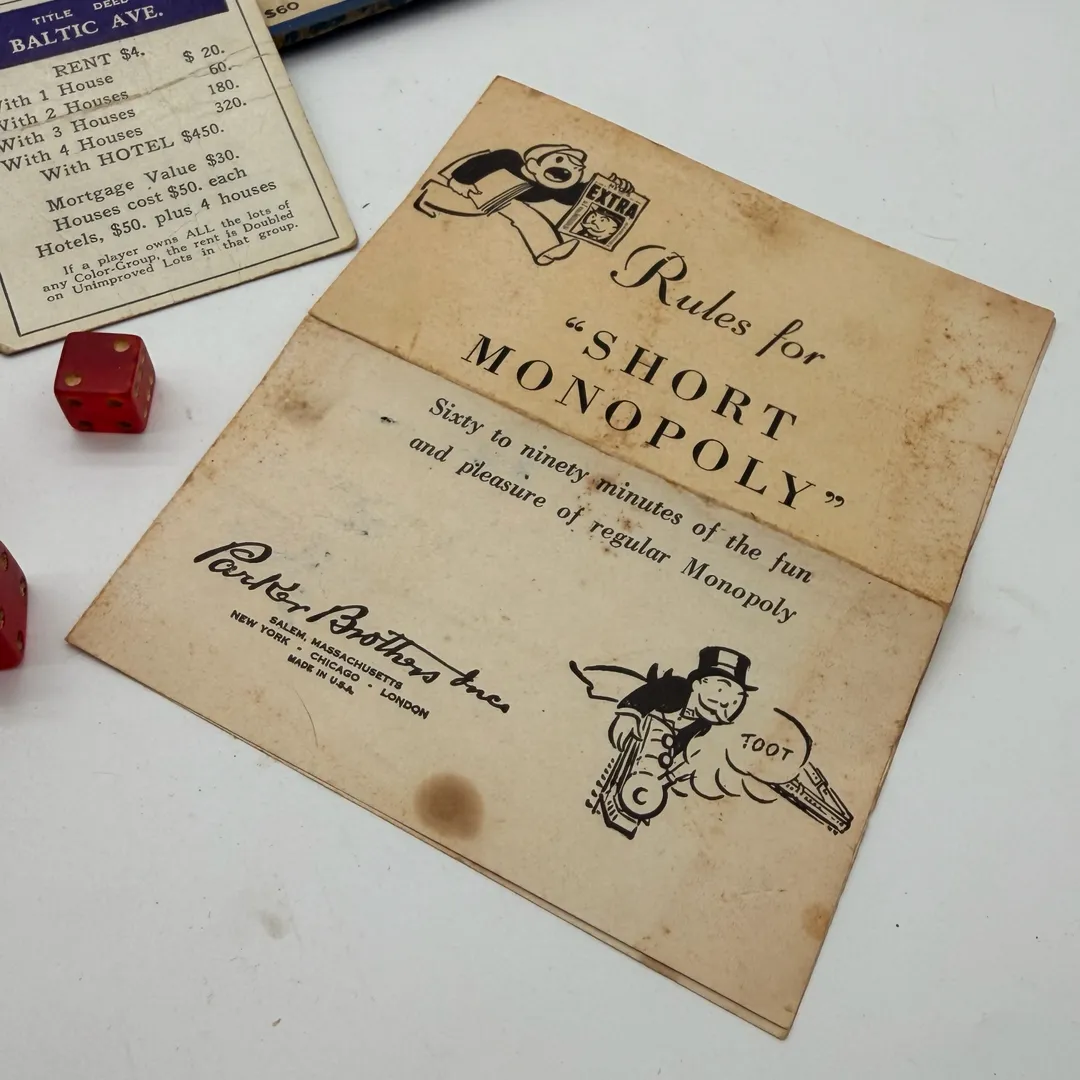 TITLE DEED
BALTIC AVE.
RENT $4.
With 1 House $ 20.
With 2 Houses 60.
With 3 Houses 180.
With 4 Houses 320.
With HOTEL $450.
Mortgage Value $30.
Houses cost $50. each
Hotels, $50. plus 4 houses
If a player owns ALL the lots of
any Color-Group, the rent is Doubled
on Unimproved Lots in that group.
$60
EXTRA
Rules for
“SHORT
MONOPOLY”
Sixty to ninety minutes of the fun
and pleasure of regular Monopoly
Parker Brothers Inc.
SALEM, MASSACHUSETTS
NEW YORK · CHICAGO · LONDON
MADE IN U.S.A.
TOOT
C